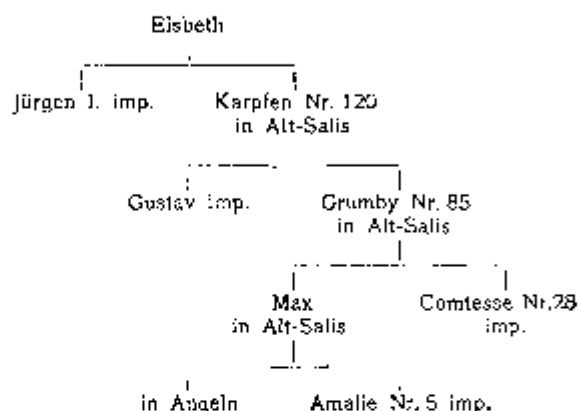 Elsbeth
Jürgen I. imp. Karpfen Nr. 120
in Alt-Salis
Gustav imp. Grumby Nr. 85
in Alt-Salis
Max Comtesse Nr. 28
in Alt-Salis imp.
in Angeln Amalie Nr. 5 imp.